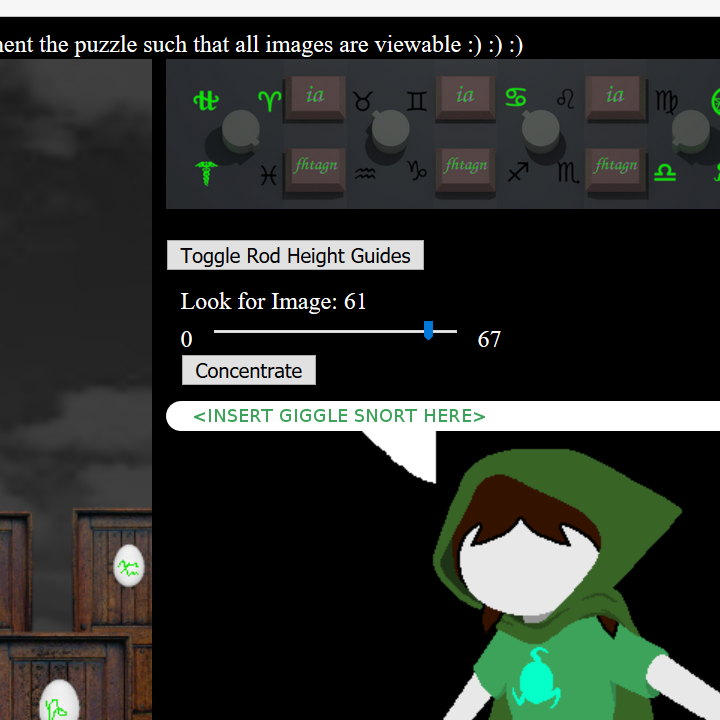 ent the puzzle such that all images are viewable :) :) :)
ia ia ia
fhtagn fhtagn fhtagn
Toggle Rod Height Guides
Look for Image: 61
0 67
Concentrate
<INSERT GIGGLE SNORT HERE>